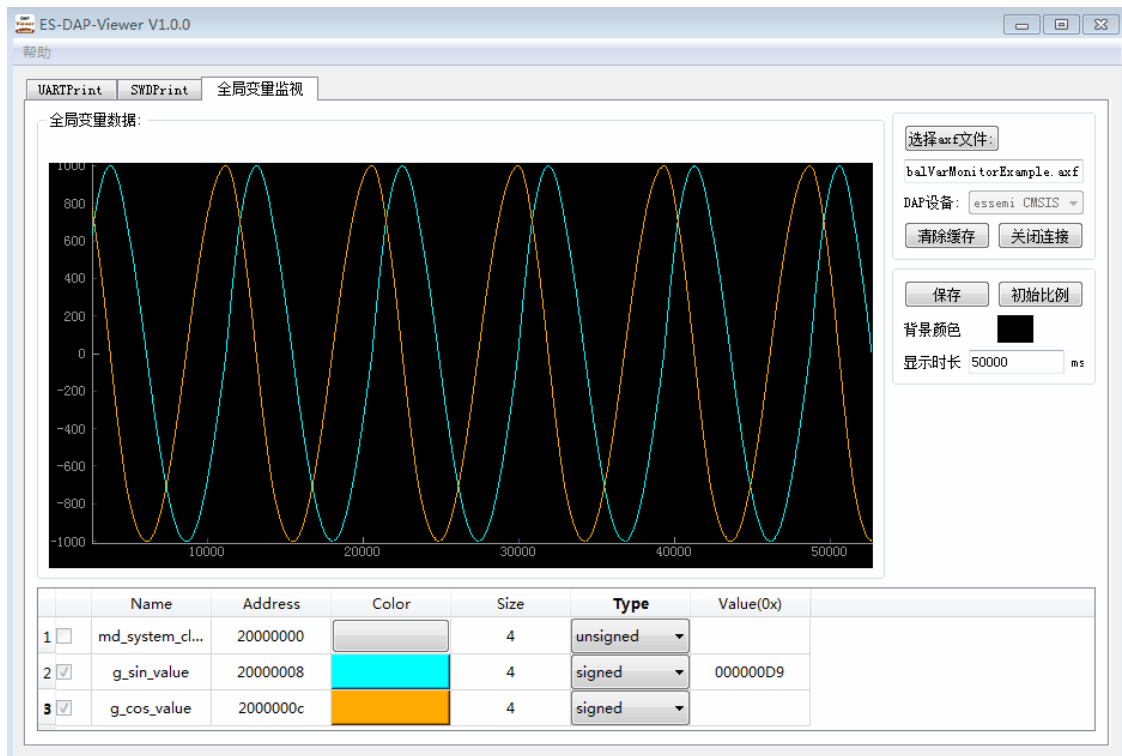 ES-DAP-Viewer V1.0.0
帮助
UARTPrint SWDPrint 全局变量监视
全局变量数据:
1000
800
600
400
200
0
-200
-400
-600
-800
-1000
10000 20000 30000 40000 50000
选择axf文件:
balVarMonitorExample.axf
DAP设备: essemi CMSIS
清除缓存 关闭连接
保存 初始比例
背景颜色
显示时长 50000 ms
Name Address Color Size Type Value(0x)
1 md_system_cl... 20000000 4 unsigned
2 g_sin_value 20000008 4 signed 000000D9
3 g_cos_value 2000000c 4 signed